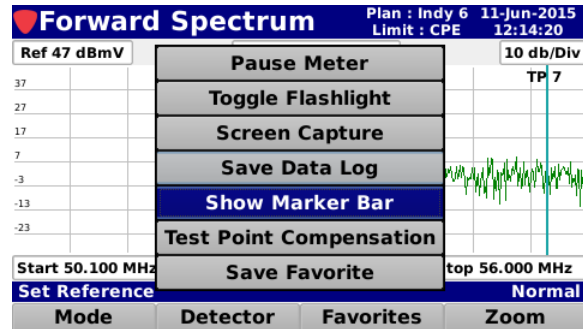 Forward Spectrum
Plan : Indy 6 11-Jun-2015
Limit : CPE 12:14:20
Ref 47 dBmV
10 db/Div
Pause Meter
Toggle Flashlight
Screen Capture
Save Data Log
Show Marker Bar
Test Point Compensation
Save Favorite
TP 7
37
27
17
7
-3
-13
-23
Start 50.100 MHz
top 56.000 MHz
Set Reference
Normal
Mode Detector Favorites Zoom